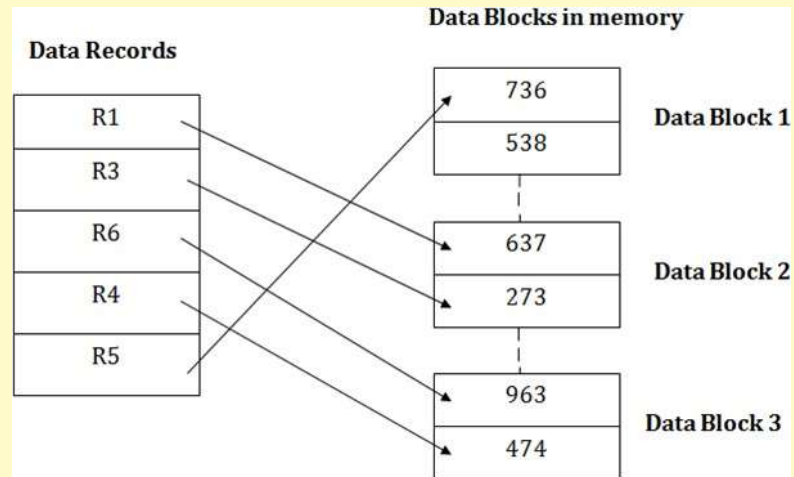 Data Blocks in memory
Data Records
R1
R3
R6
R4
R5
736
538
Data Block 1
637
273
Data Block 2
963
474
Data Block 3